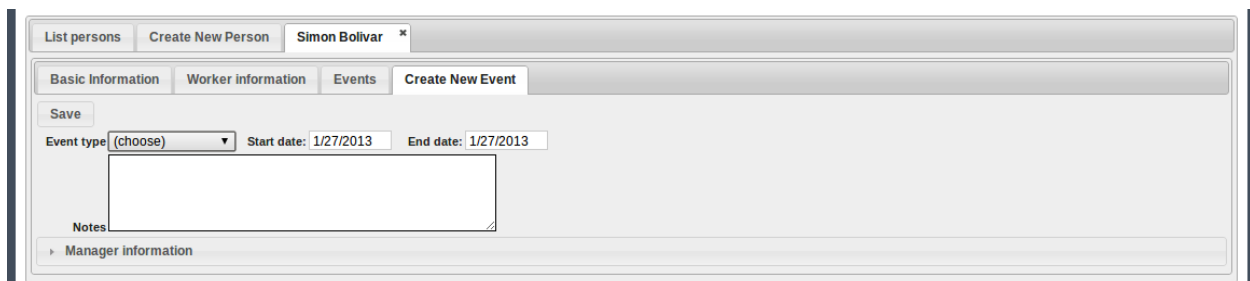 List persons Create New Person Simon Bolivar ✖
Basic Information Worker information Events Create New Event
Save
Event type (choose) Start date: 1/27/2013 End date: 1/27/2013
Notes
Manager information